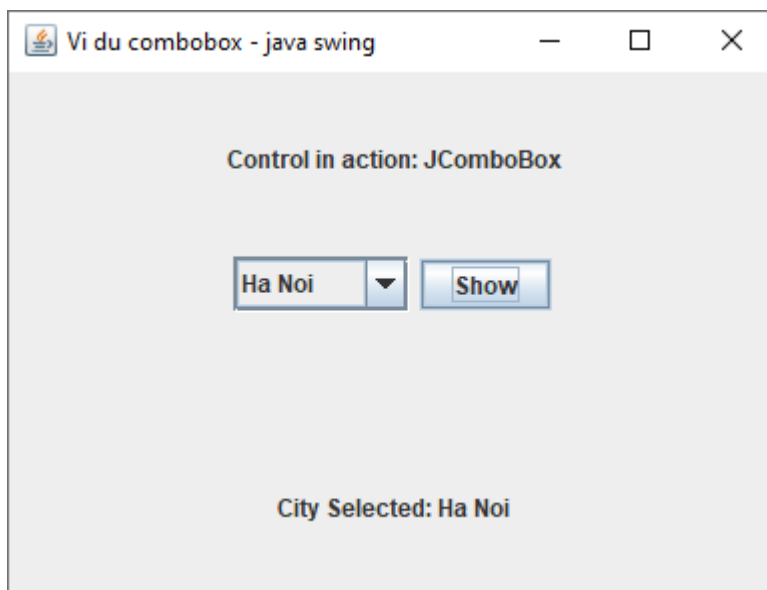 Vi du combobox - java swing
Control in action: JComboBox
Ha Noi Show
City Selected: Ha Noi